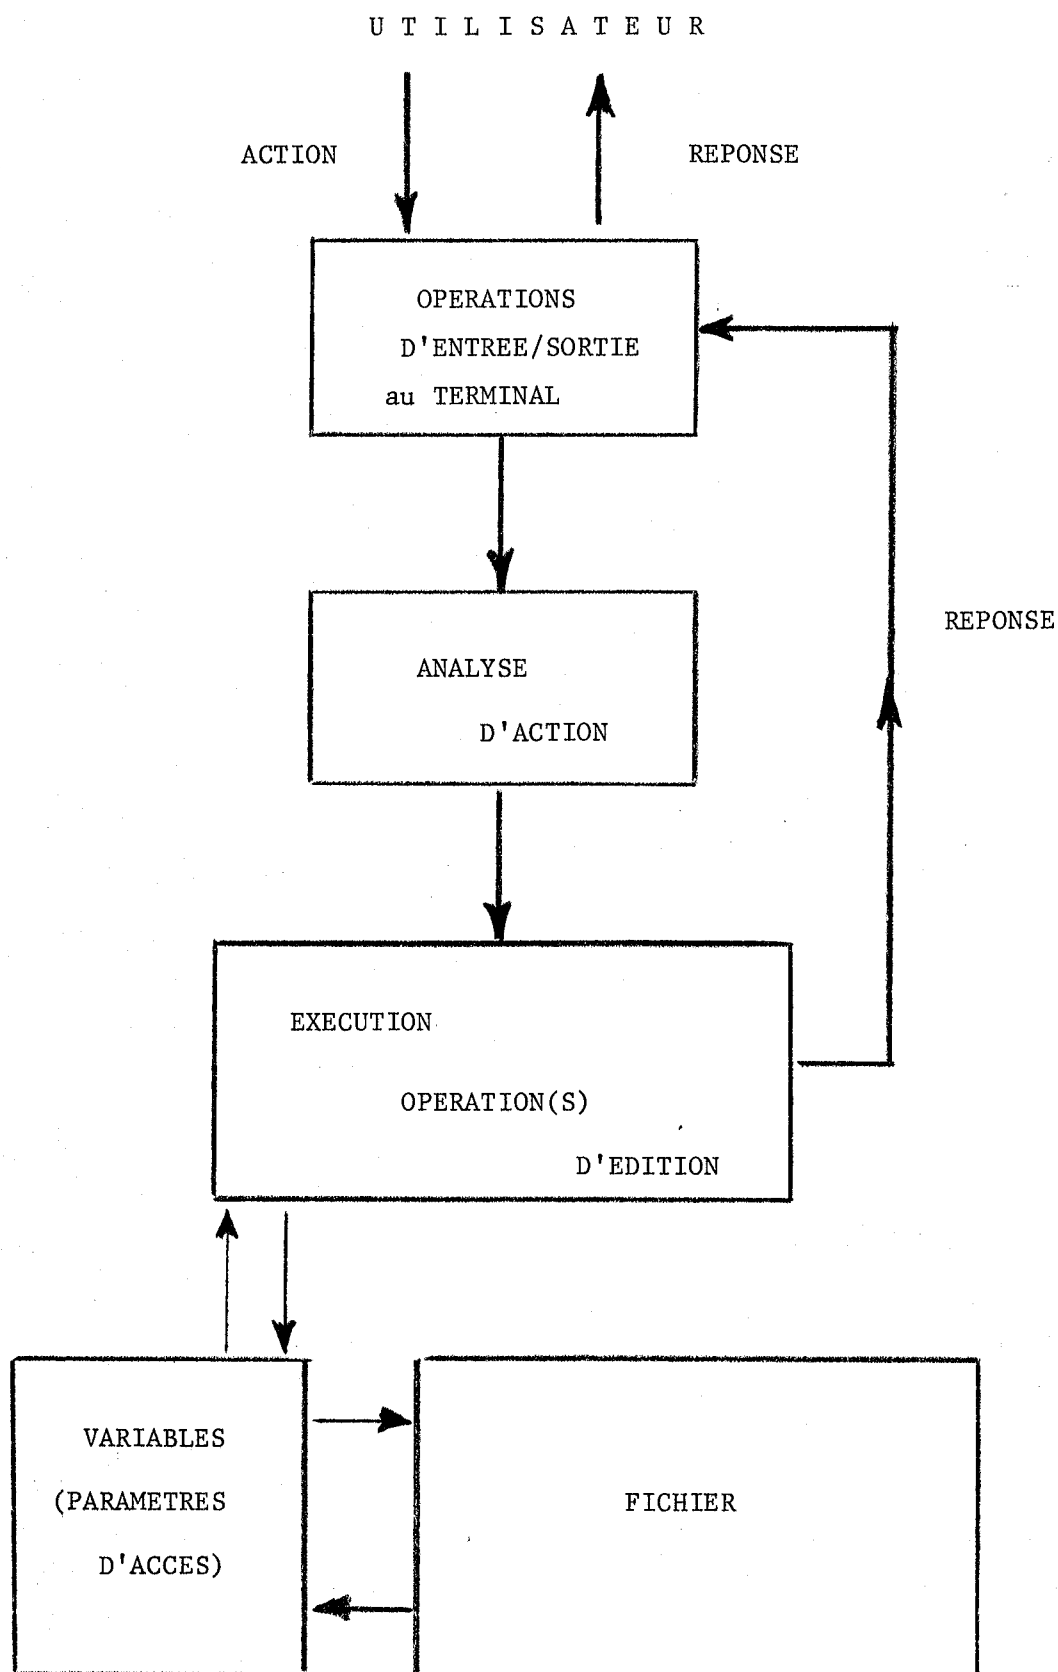 U T I L I S A T E U R
ACTION
REPONSE
OPERATIONS
D'ENTREE/SORTIE
au TERMINAL
REPONSE
ANALYSE
D'ACTION
EXECUTION
OPERATION(S)
D'EDITION
VARIABLES
(PARAMETRES
D'ACCES)
FICHIER